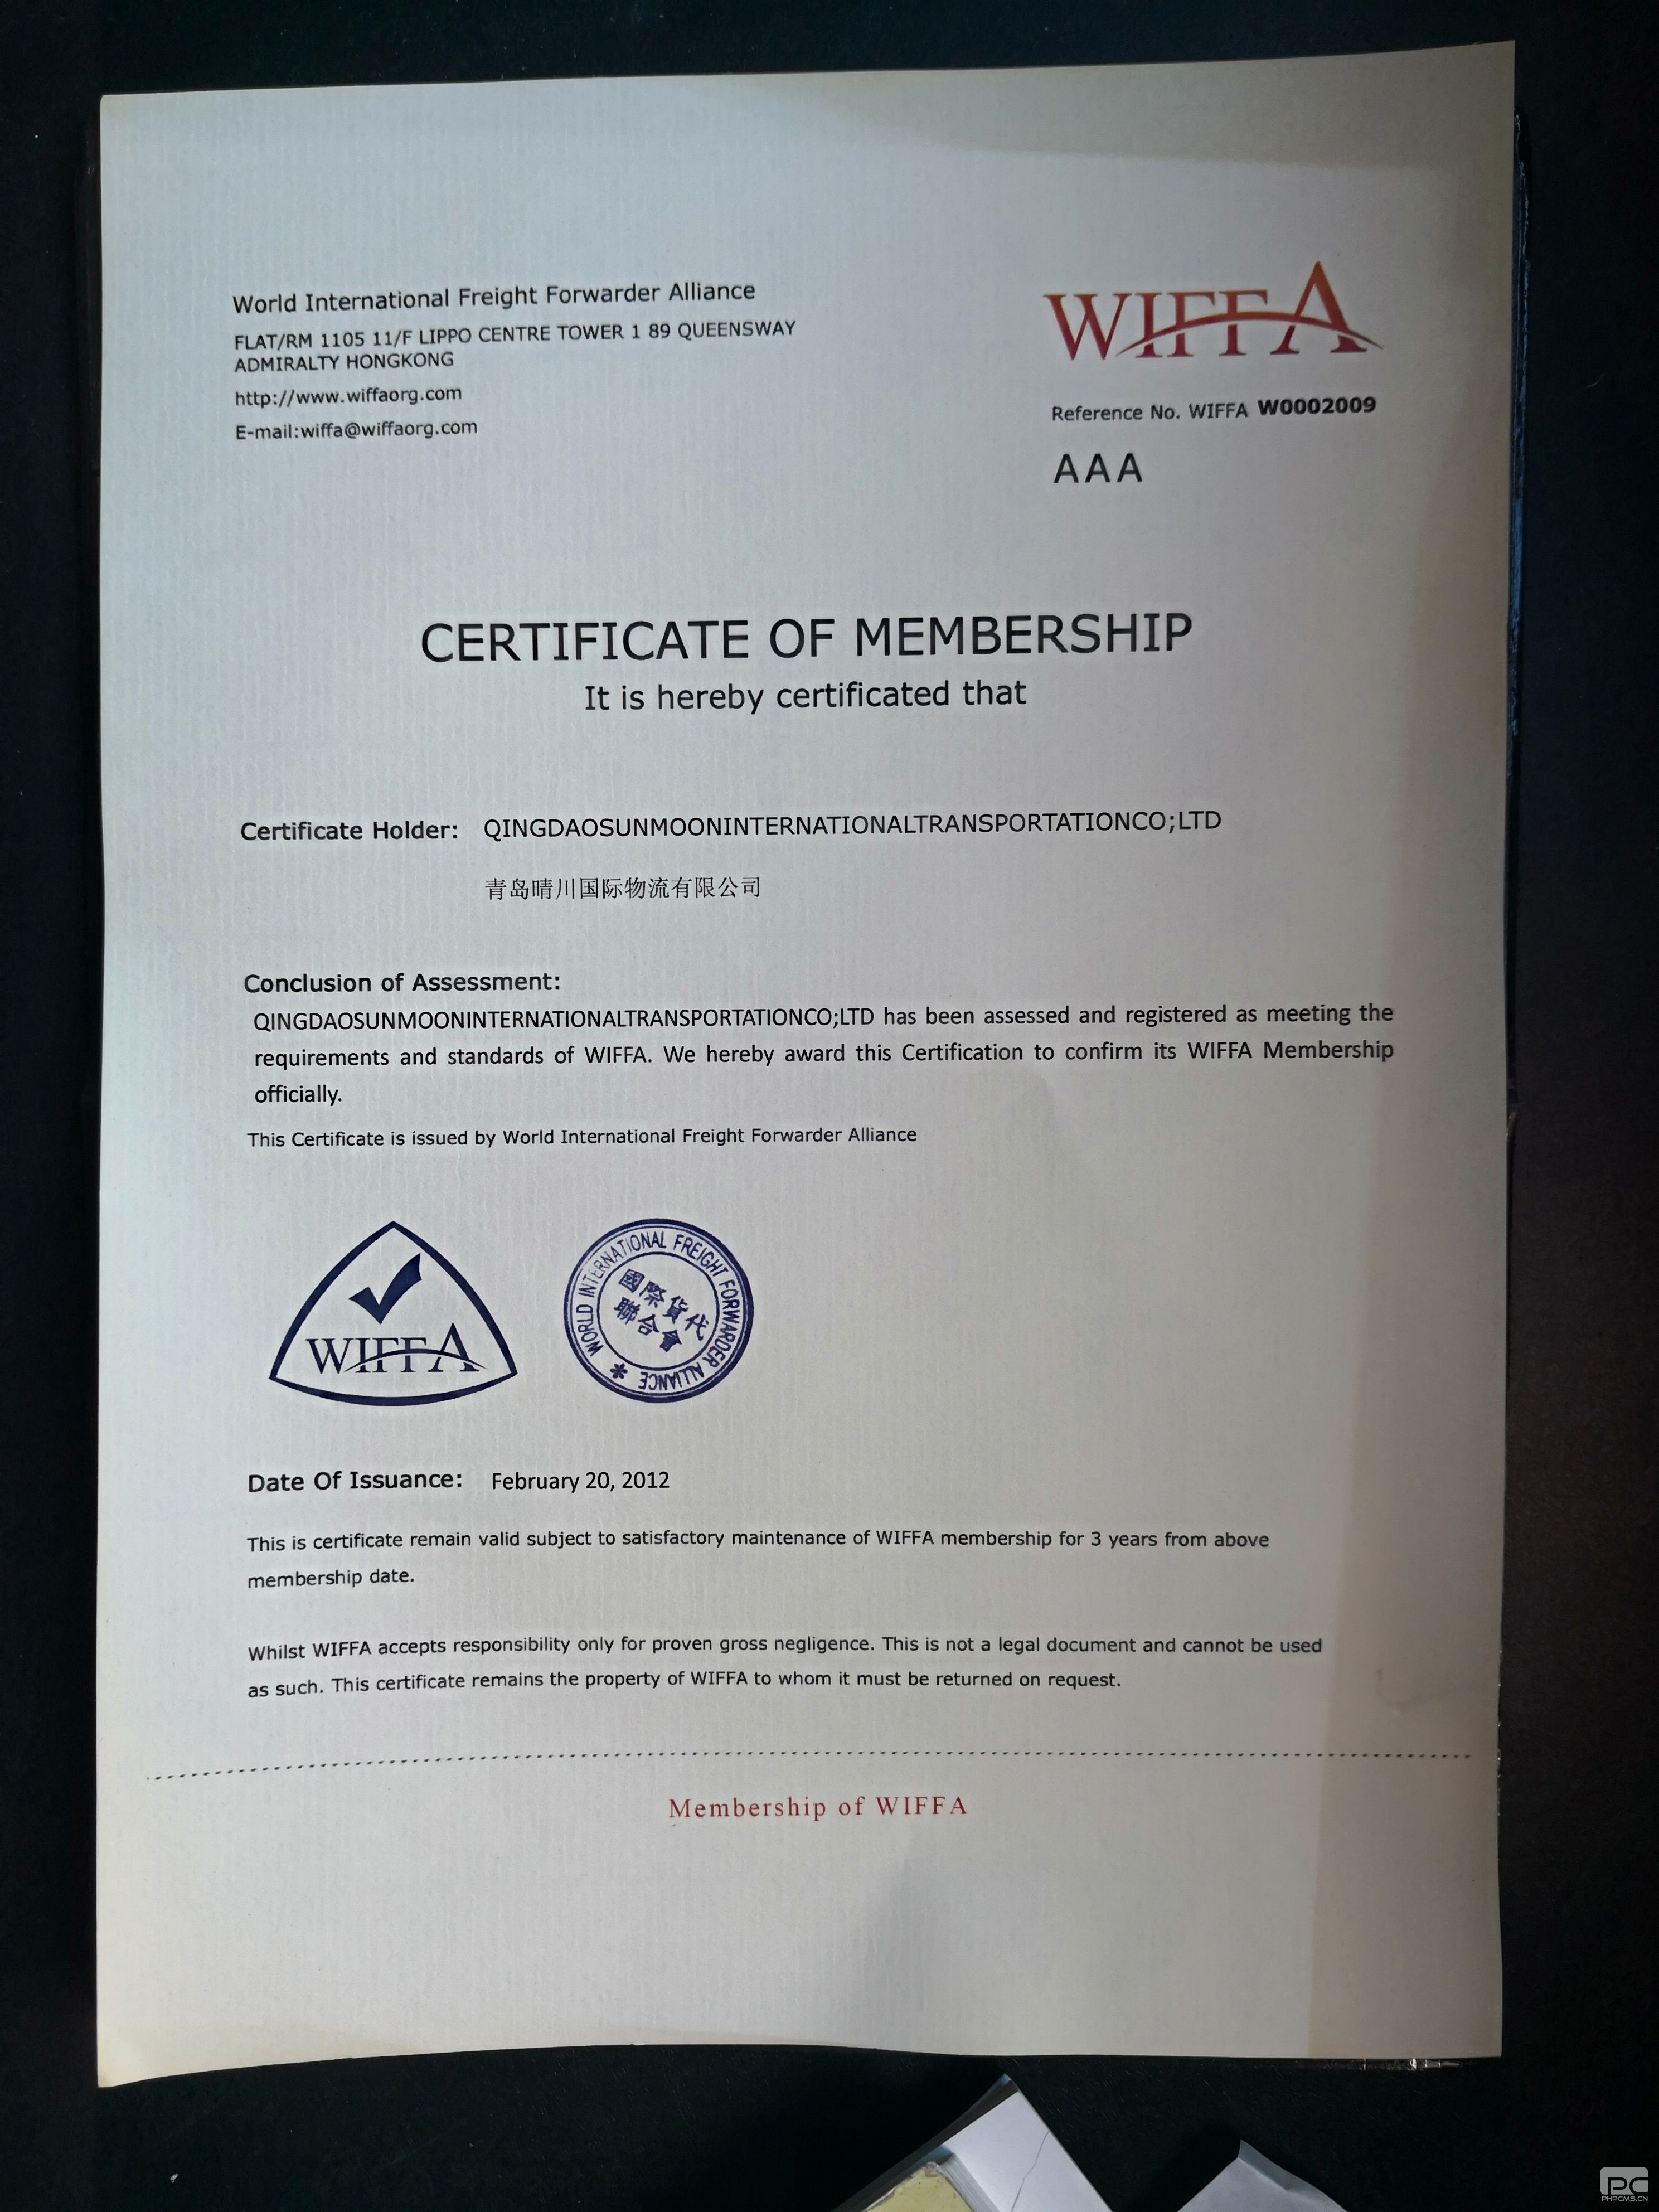 World International Freight Forwarder Alliance
FLAT/RM 1105 11/F LIPPO CENTRE TOWER 1 89 QUEENSWAY
ADMIRALTY HONGKONG
http://www.wiffaorg.com
E-mail:wiffa@wiffaorg.com
WIFFA
Reference No. WIFFA W0002009
AAA
CERTIFICATE OF MEMBERSHIP
It is hereby certificated that
Certificate Holder: QINGDAOSUNMOONINTERNATIONALTRANSPORTATIONCO;LTD
青岛晴川国际物流有限公司
Conclusion of Assessment:
QINGDAOSUNMOONINTERNATIONALTRANSPORTATIONCO;LTD has been assessed and registered as meeting the
requirements and standards of WIFFA. We hereby award this Certification to confirm its WIFFA Membership
officially.
This Certificate is issued by World International Freight Forwarder Alliance
WIFFA
WORLD INTERNATIONAL FREIGHT FORWARDER ALLIANCE *
國際貨代
聯合會
Date Of Issuance: February 20, 2012
This is certificate remain valid subject to satisfactory maintenance of WIFFA membership for 3 years from above
membership date.
Whilst WIFFA accepts responsibility only for proven gross negligence. This is not a legal document and cannot be used
as such. This certificate remains the property of WIFFA to whom it must be returned on request.
Membership of WIFFA
PC
PHPCMS.CN